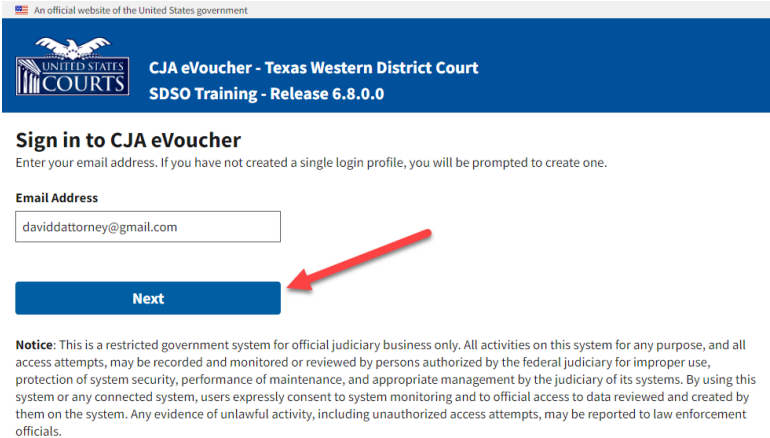 An official website of the United States government
UNITED STATES
COURTS
CJA eVoucher - Texas Western District Court
SDSO Training - Release 6.8.0.0
Sign in to CJA eVoucher
Enter your email address. If you have not created a single login profile, you will be prompted to create one.
Email Address
daviddattorney@gmail.com
Next
Notice: This is a restricted government system for official judiciary business only. All activities on this system for any purpose, and all
access attempts, may be recorded and monitored or reviewed by persons authorized by the federal judiciary for improper use,
protection of system security, performance of maintenance, and appropriate management by the judiciary of its systems. By using this
system or any connected system, users expressly consent to system monitoring and to official access to data reviewed and created by
them on the system. Any evidence of unlawful activity, including unauthorized access attempts, may be reported to law enforcement
officials.